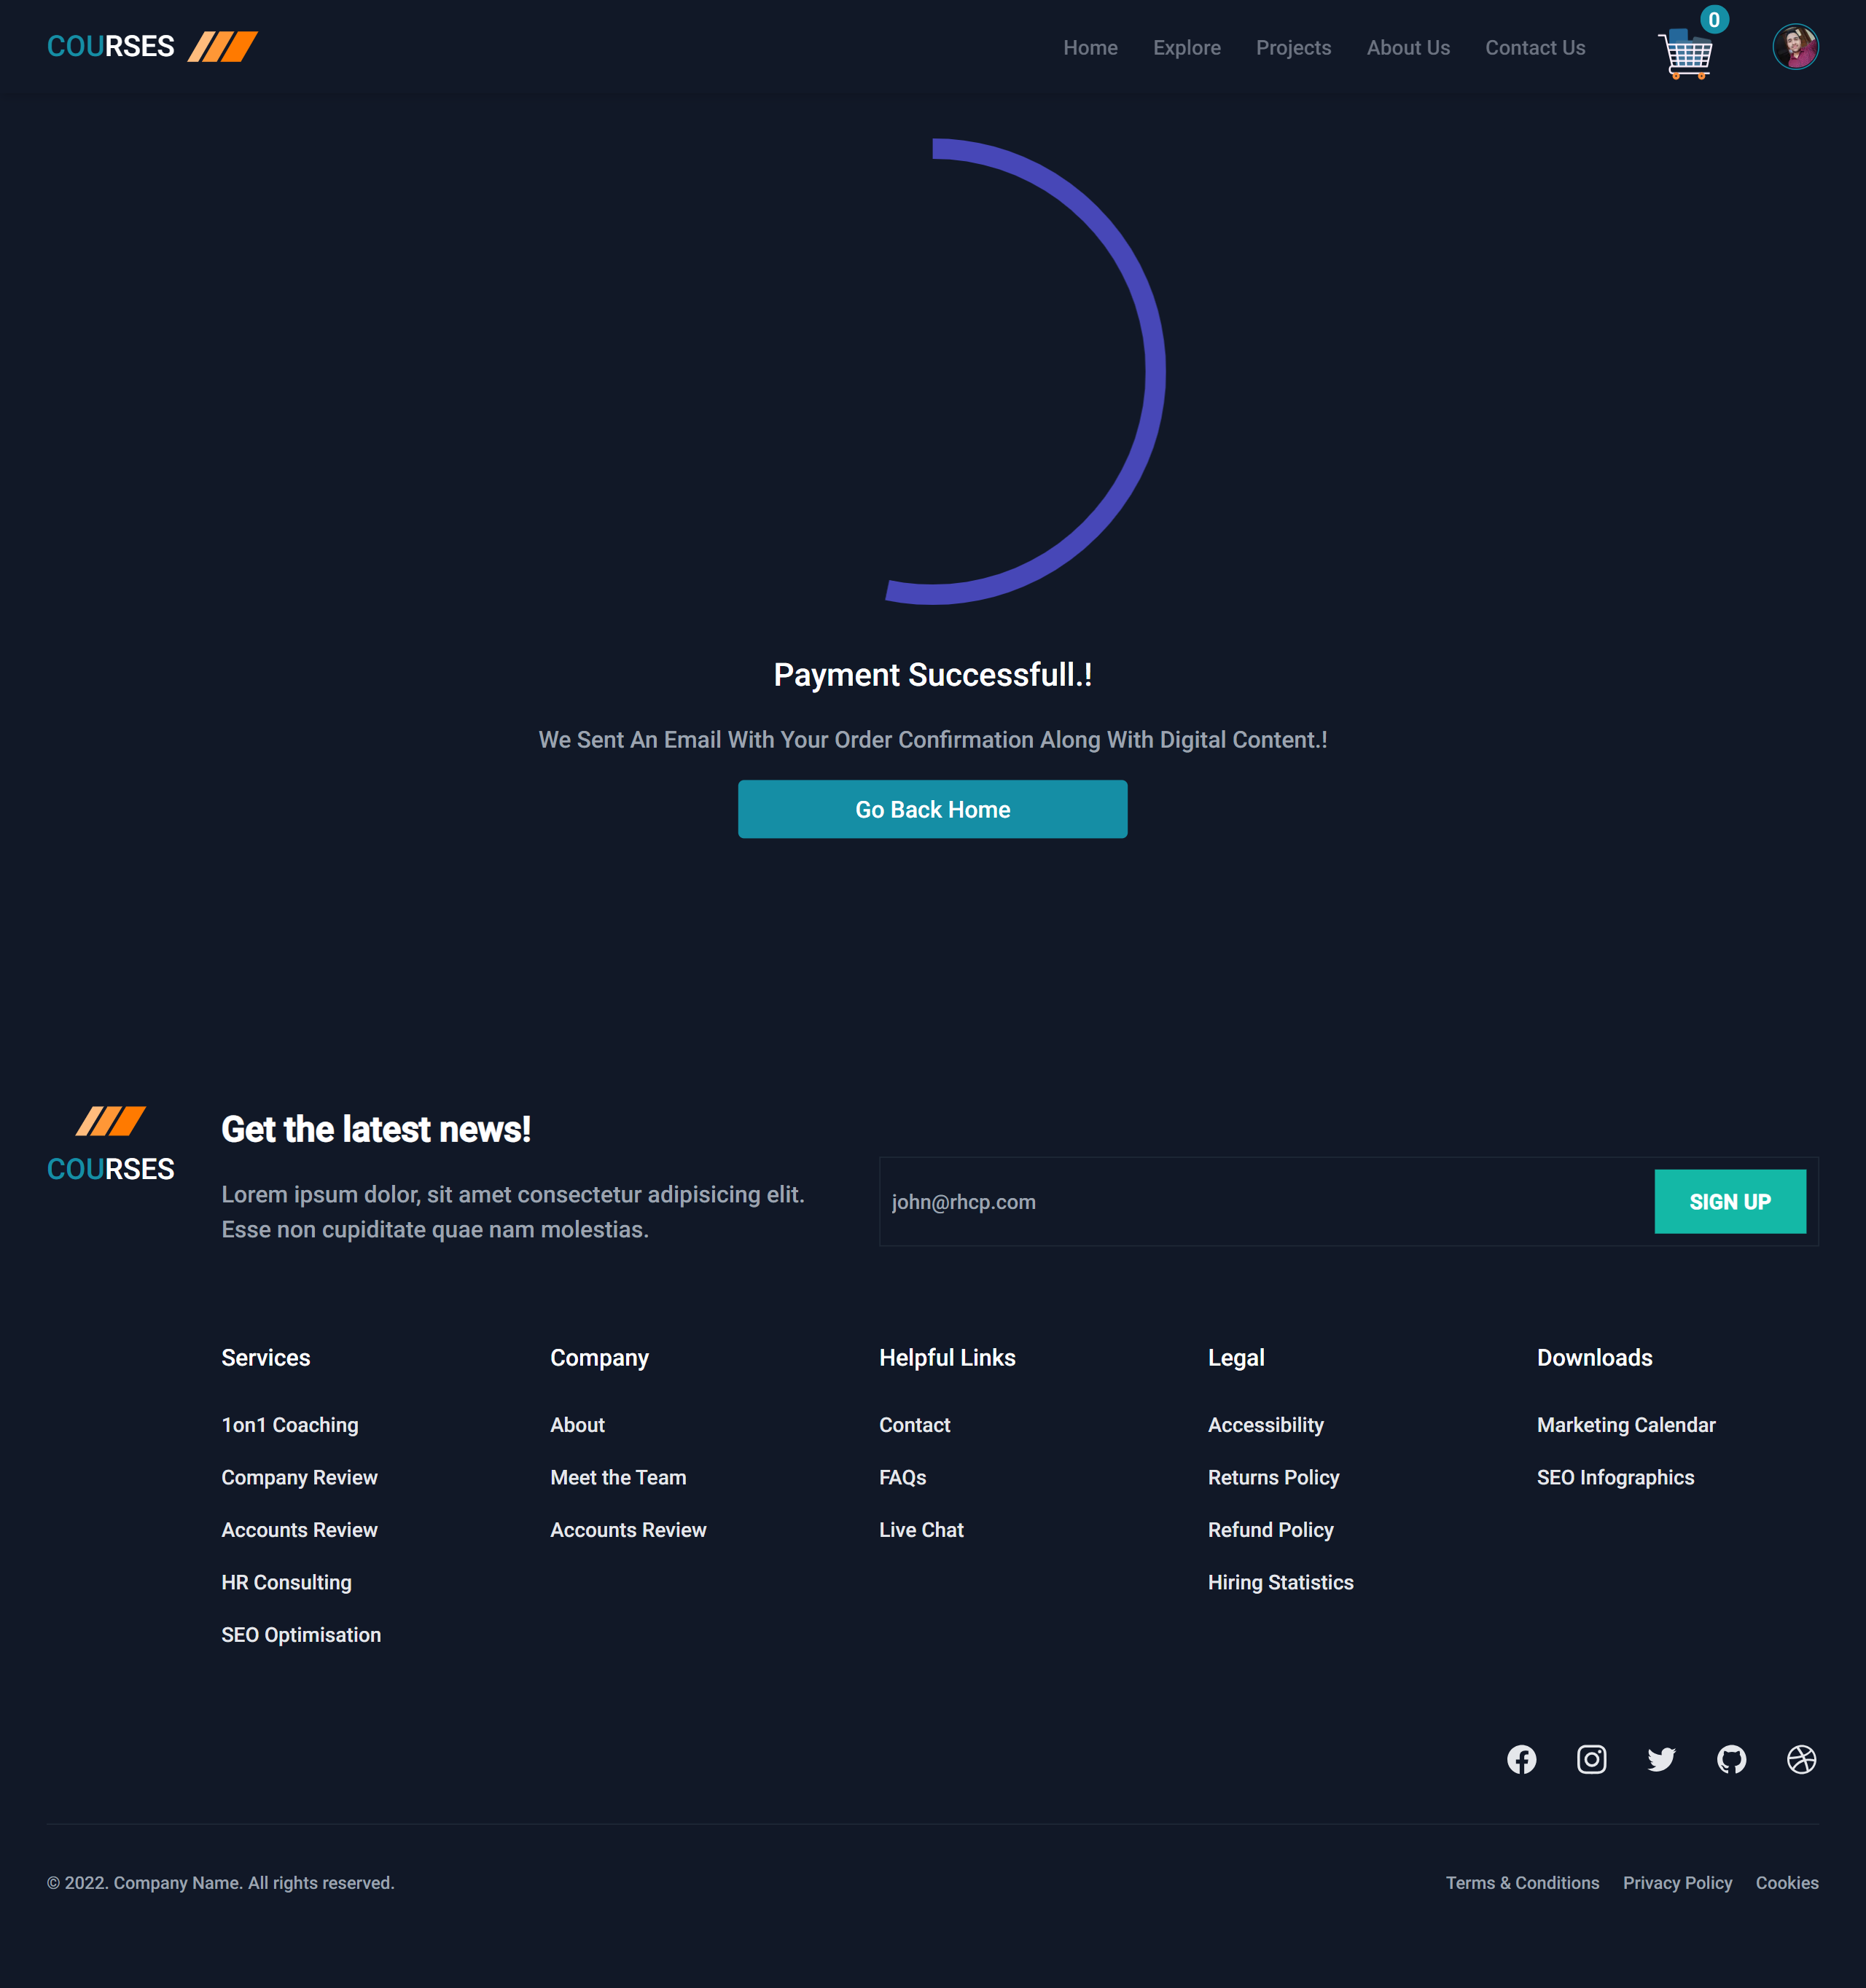 COURSES
Home Explore Projects About Us Contact Us
0
Payment Successfull.!
We Sent An Email With Your Order Confirmation Along With Digital Content.!
Go Back Home
COURSES
Get the latest news!
Lorem ipsum dolor, sit amet consectetur adipisicing elit.
Esse non cupiditate quae nam molestias.
john@rhcp.com
SIGN UP
Services
1on1 Coaching
Company Review
Accounts Review
HR Consulting
SEO Optimisation
Company
About
Meet the Team
Accounts Review
Helpful Links
Contact
FAQs
Live Chat
Legal
Accessibility
Returns Policy
Refund Policy
Hiring Statistics
Downloads
Marketing Calendar
SEO Infographics
© 2022. Company Name. All rights reserved.
Terms & Conditions Privacy Policy Cookies